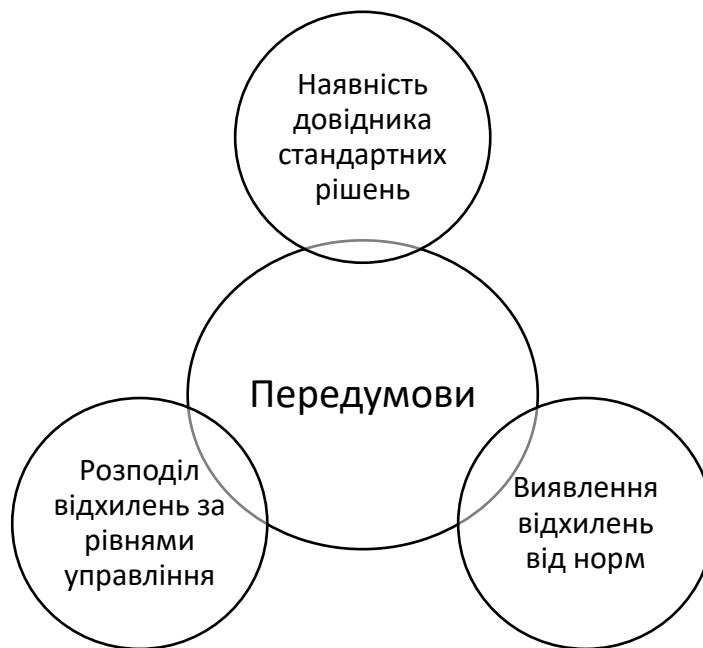 Наявність
довідника
стандартних
рішень
Передумови
Розподіл
відхилень за
рівнями
управління
Виявлення
відхилень
від норм